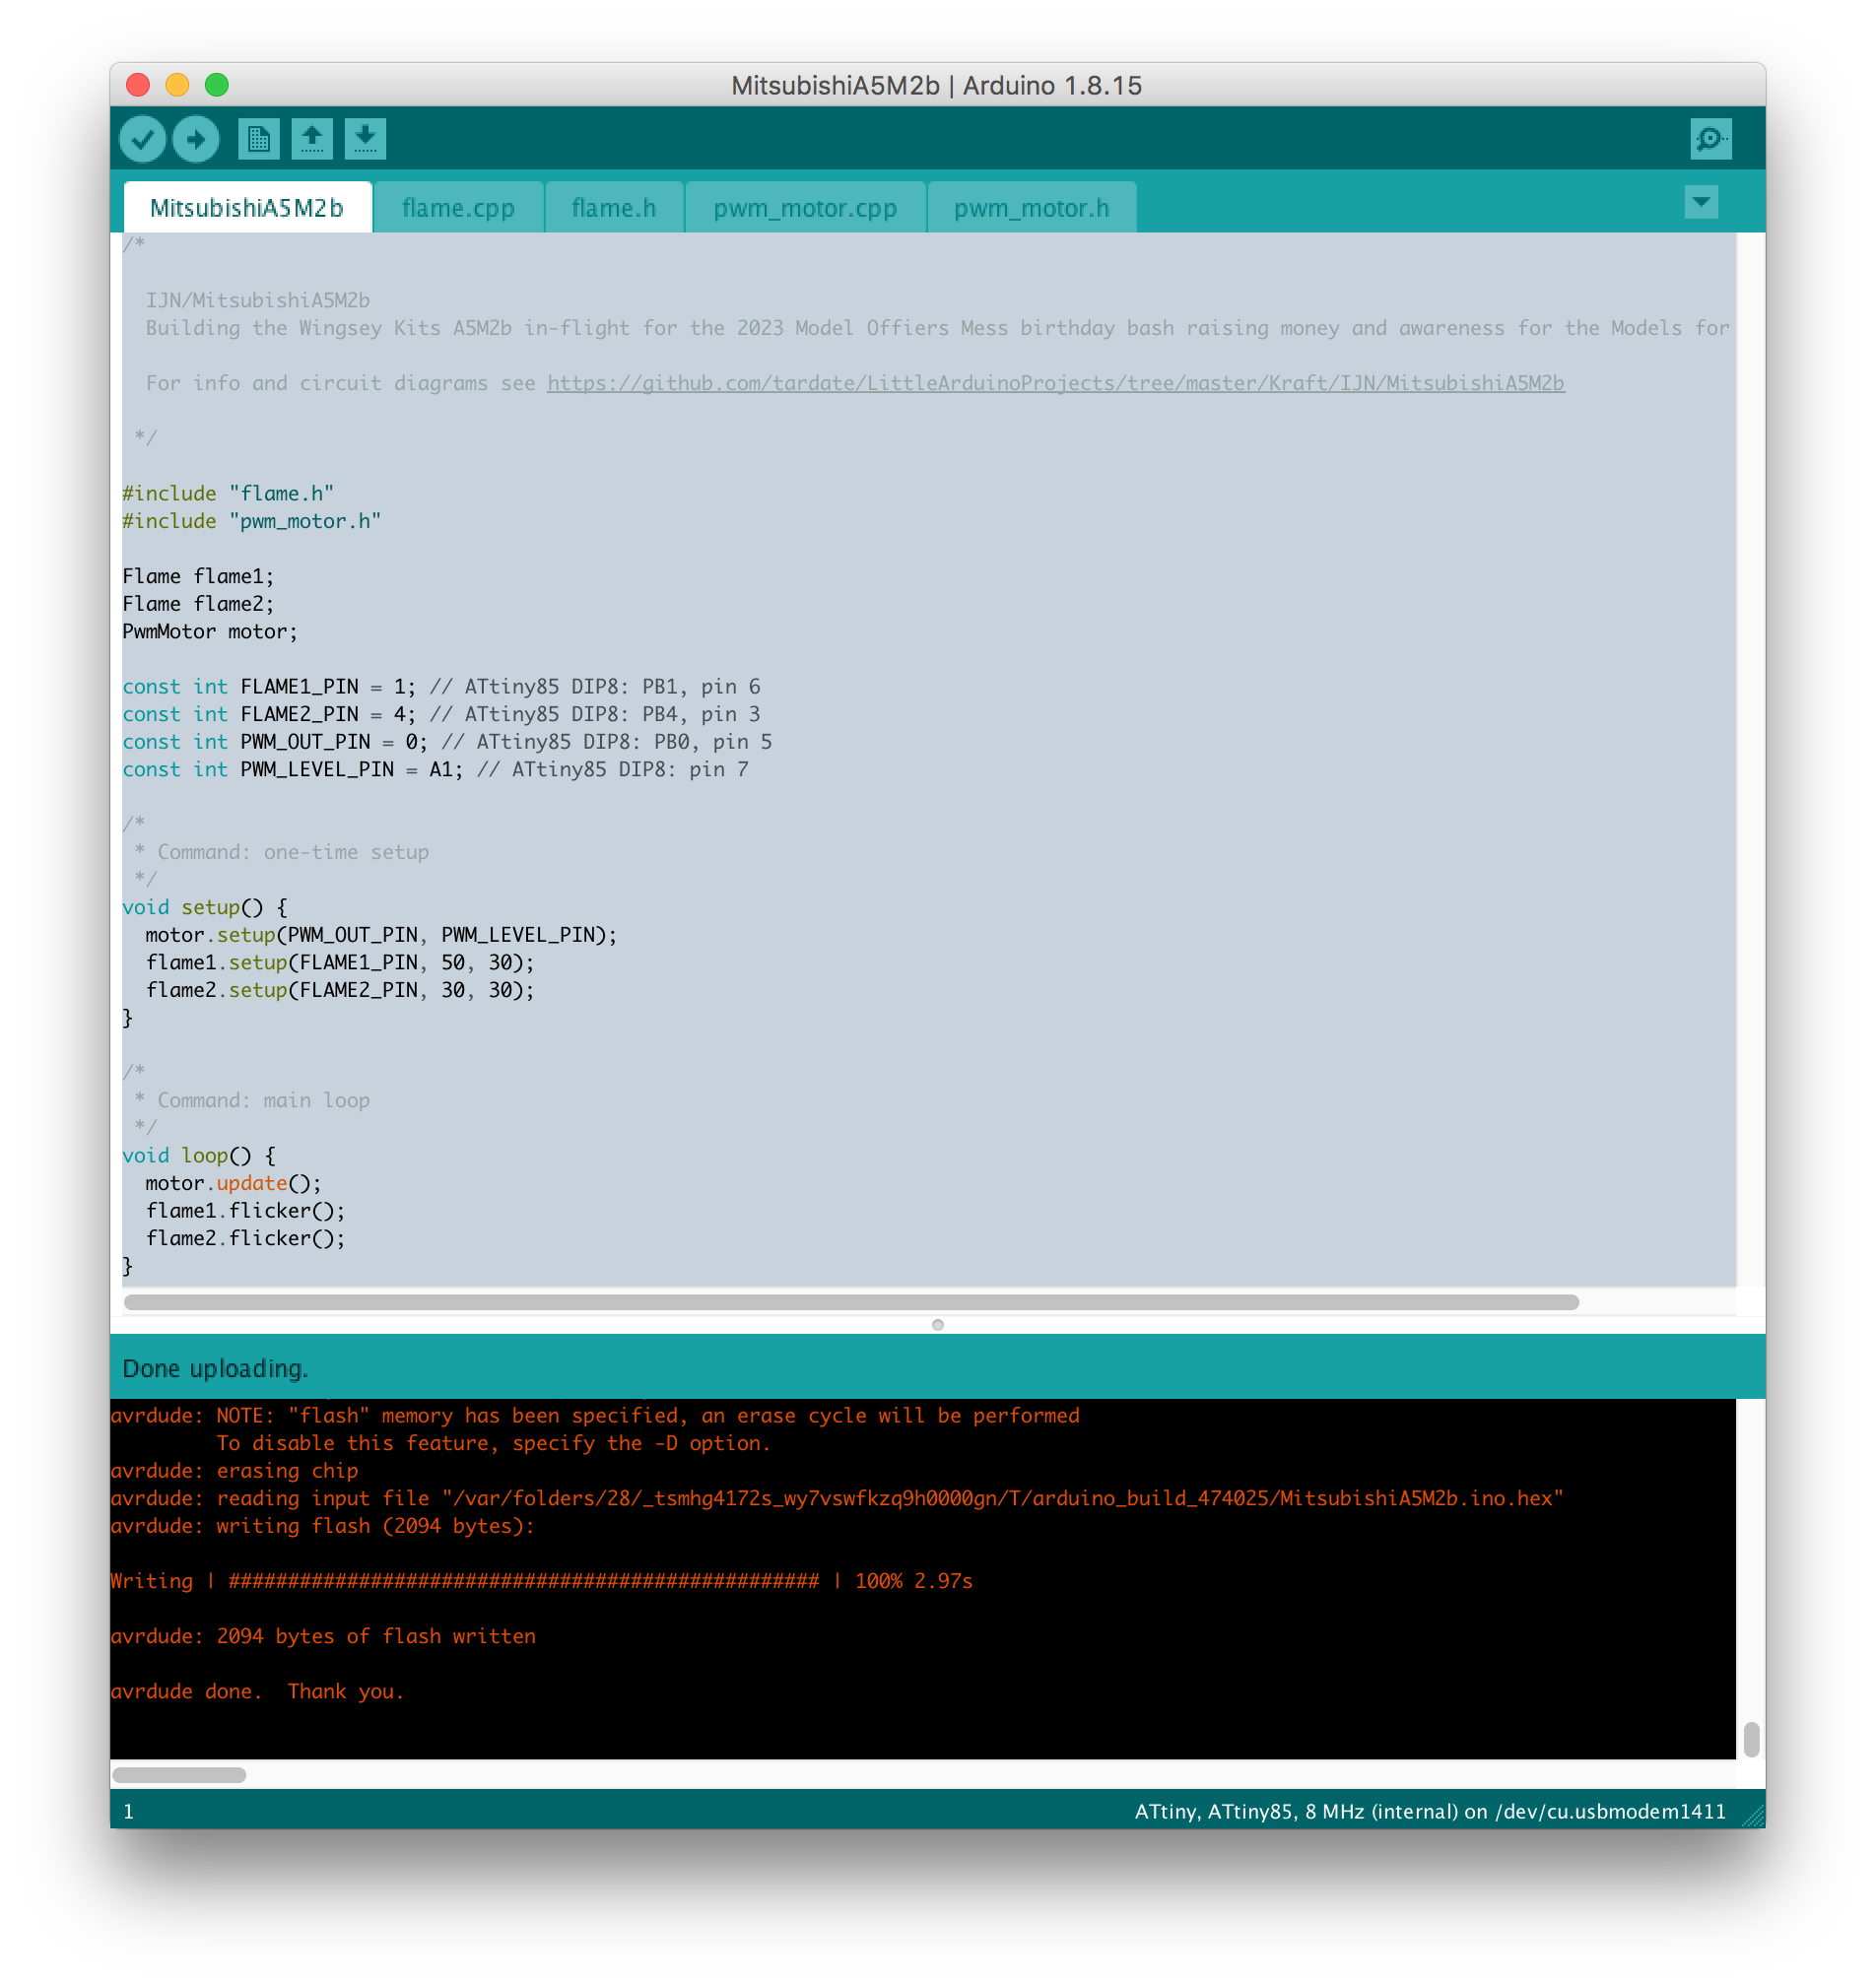 MitsubishiA5M2b | Arduino 1.8.15
MitsubishiA5M2b flame.cpp flame.h pwm_motor.cpp pwm_motor.h
/*
IJN/MitsubishiA5M2b
Building the Wingsey Kits A5M2b in-flight for the 2023 Model Offiers Mess birthday bash raising money and awareness for the Models for
For info and circuit diagrams see https://github.com/tardate/LittleArduinoProjects/tree/master/Kraft/IJN/MitsubishiA5M2b
*/
#include "flame.h"
#include "pwm_motor.h"
Flame flame1;
Flame flame2;
PwmMotor motor;
const int FLAME1_PIN = 1; // ATtiny85 DIP8: PB1, pin 6
const int FLAME2_PIN = 4; // ATtiny85 DIP8: PB4, pin 3
const int PWM_OUT_PIN = 0; // ATtiny85 DIP8: PB0, pin 5
const int PWM_LEVEL_PIN = A1; // ATtiny85 DIP8: pin 7
/*
* Command: one-time setup
*/
void setup() {
motor.setup(PWM_OUT_PIN, PWM_LEVEL_PIN);
flame1.setup(FLAME1_PIN, 50, 30);
flame2.setup(FLAME2_PIN, 30, 30);
}
/*
* Command: main loop
*/
void loop() {
motor.update();
flame1.flicker();
flame2.flicker();
}
Done uploading.
avrdude: NOTE: "flash" memory has been specified, an erase cycle will be performed
To disable this feature, specify the -D option.
avrdude: erasing chip
avrdude: reading input file "/var/folders/28/_tsmhg4172s_wy7vswfkzq9h0000gn/T/arduino_build_474025/MitsubishiA5M2b.ino.hex"
avrdude: writing flash (2094 bytes):
Writing | ################################################## | 100% 2.97s
avrdude: 2094 bytes of flash written
avrdude done.  Thank you.
1 ATtiny, ATtiny85, 8 MHz (internal) on /dev/cu.usbmodem1411